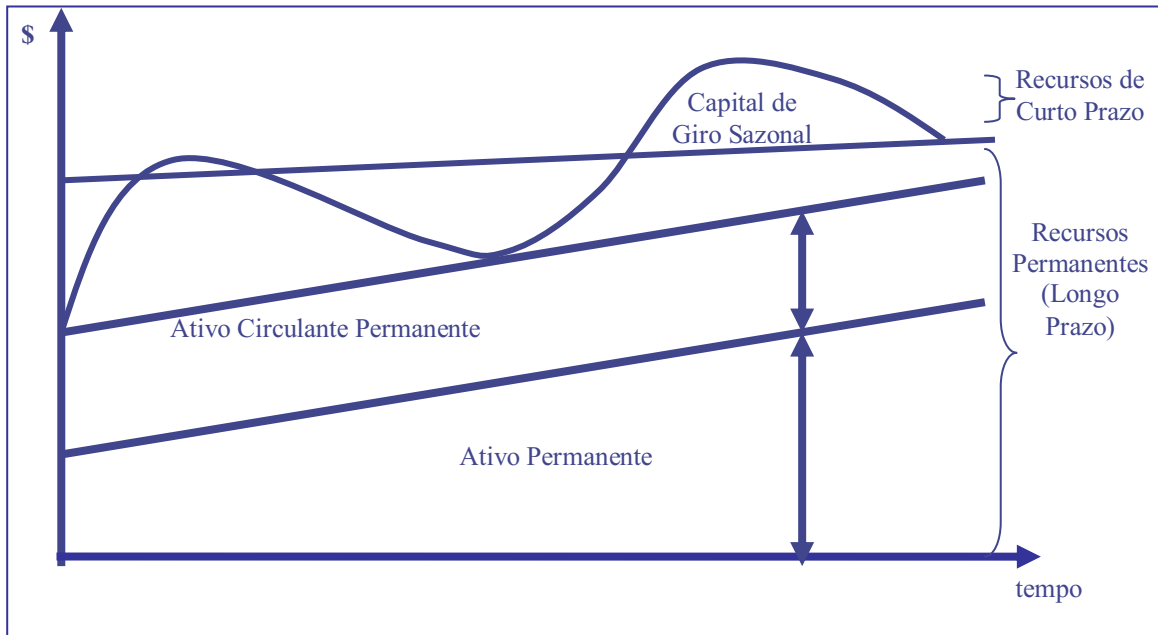 $
Recursos de
Curto Prazo
Capital de
Giro Sazonal
Recursos
Permanentes
(Longo
Prazo)
Ativo Circulante Permanente
Ativo Permanente
tempo